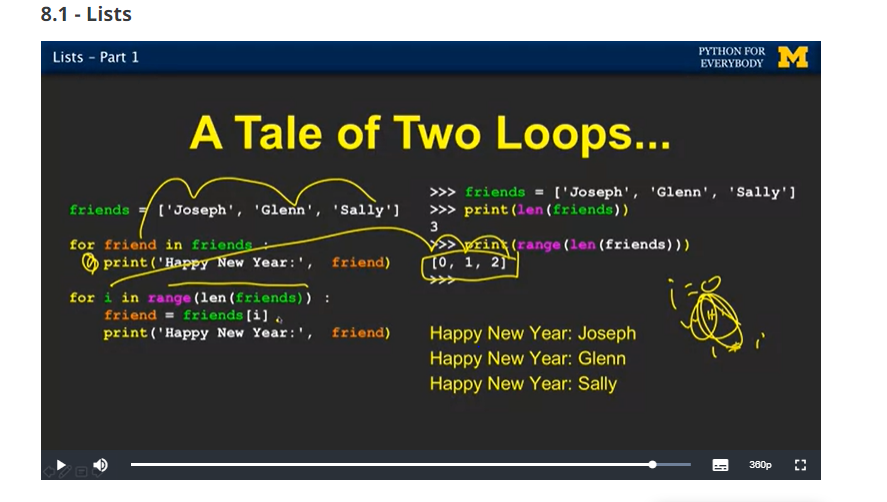 8.1 - Lists
Lists – Part 1
PYTHON FOR
EVERYBODY
M
A Tale of Two Loops...
friends = ['Joseph', 'Glenn', 'Sally']
for friend in friends :
print('Happy New Year:', friend)
for i in range(len(friends)) :
friend = friends[i]
print('Happy New Year:', friend)
>>> friends = ['Joseph', 'Glenn', 'Sally']
>>> print(len(friends))
3
>>> print(range(len(friends)))
[0, 1, 2]
>>>
i=0
Happy New Year: Joseph
Happy New Year: Glenn
Happy New Year: Sally
360p